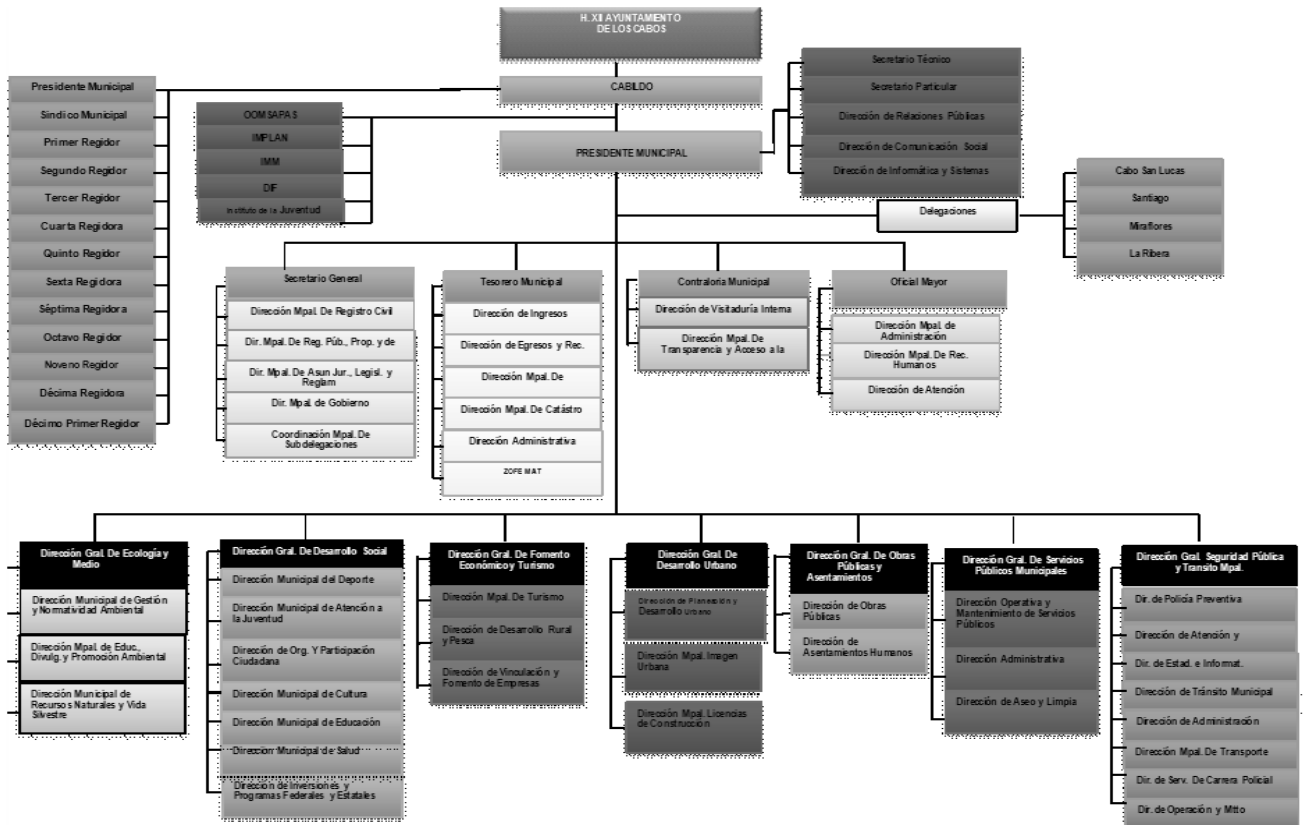 H. XII AYUNTAMIENTO
DE LOS CABOS
CABILDO
PRESIDENTE MUNICIPAL
Presidente Municipal
Sindico Municipal
Primer Regidor
Segundo Regidor
Tercer Regidor
Cuarta Regidora
Quinto Regidor
Sexta Regidora
Séptima Regidora
Octavo Regidor
Noveno Regidor
Décima Regidora
Décimo Primer Regidor
OOMSAPAS
IMPLAN
IMM
DIF
Instituto de la Juventud
Secretario Técnico
Secretario Particular
Dirección de Relaciones Públicas
Dirección de Comunicación Social
Dirección de Informática y Sistemas
Delegaciones
Cabo San Lucas
Santiago
Miraflores
La Ribera
Secretario General
Dirección Mpal. De Registro Civil
Dir. Mpal. De Reg. Púb., Prop. y de
Dir. Mpal. De Asun Jur., Legisl. y
Reglam
Dir. Mpal. de Gobierno
Coordinación Mpal. De
Subdelegaciones
Tesorero Municipal
Dirección de Ingresos
Dirección de Egresos y Rec.
Dirección Mpal. De
Dirección Mpal. De Catástro
Dirección Administrativa
ZOFEMAT
Contraloria Municipal
Dirección de Visitaduría Interna
Dirección Mpal. De
Transparencia y Acceso a la
Oficial Mayor
Dirección Mpal. de
Administración
Dirección Mpal. De Rec.
Humanos
Dirección de Atención
Dirección Gral. De Ecología y
Medio
Dirección Municipal de Gestión
y Normatividad Ambiental
Dirección Mpal. de Educ.,
Divulg. y Promoción Ambiental
Dirección Municipal de
Recursos Naturales y Vida
Silvestre
Dirección Gral. De Desarrollo Social
Dirección Municipal del Deporte
Dirección Municipal de Atención a
la Juventud
Dirección de Org. Y Participación
Ciudadana
Dirección Municipal de Cultura
Dirección Municipal de Educación
Dirección Municipal de Salud
Dirección de Inversiones y
Programas Federales y Estatales
Dirección Gral. De Fomento
Económico y Turismo
Dirección Mpal. De Turismo
Dirección de Desarrollo Rural
y Pesca
Dirección de Vinculación y
Fomento de Empresas
Dirección Gral. De
Desarrollo Urbano
Dirección de Planeación y
Desarrollo Urbano
Dirección Mpal. Imagen
Urbana
Dirección Mpal. Licencias
de Construcción
Dirección Gral. De Obras
Públicas y
Asentamientos
Dirección de Obras
Públicas
Dirección de
Asentamientos Humanos
Dirección Gral. De Servicios
Públicos Municipales
Dirección Operativa y
Mantenimiento de Servicios
Públicos
Dirección Administrativa
Dirección de Aseo y Limpia
Dirección Gral. Seguridad Pública
y Transito Mpal.
Dir. de Policía Preventiva
Dirección de Atención y
Dir. de Estad. e Informat.
Dirección de Tránsito Municipal
Dirección de Administración
Dirección Mpal. De Transporte
Dir. de Serv. De Carrera Policial
Dir. de Operación y Mtto